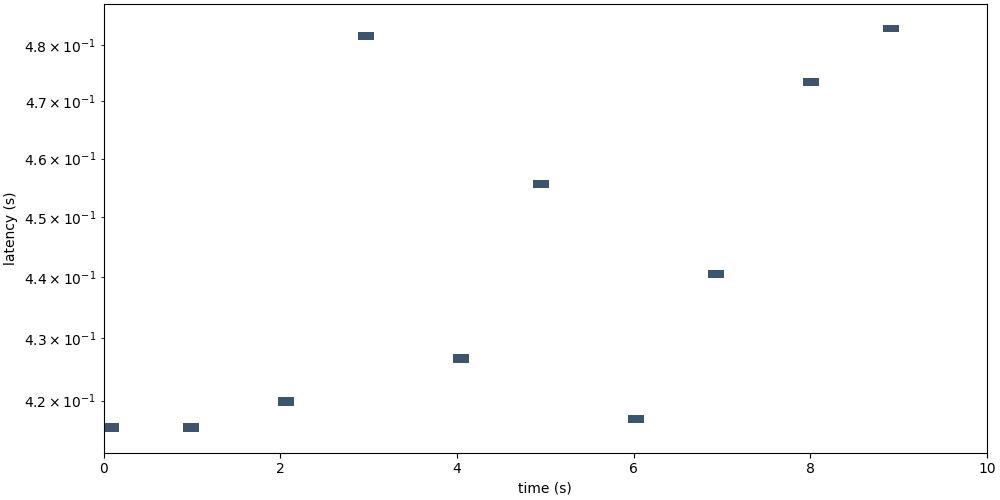 latency (s)
4.8 × 10⁻¹
4.7 × 10⁻¹
4.6 × 10⁻¹
4.5 × 10⁻¹
4.4 × 10⁻¹
4.3 × 10⁻¹
4.2 × 10⁻¹
0 2 4 6 8 10
time (s)